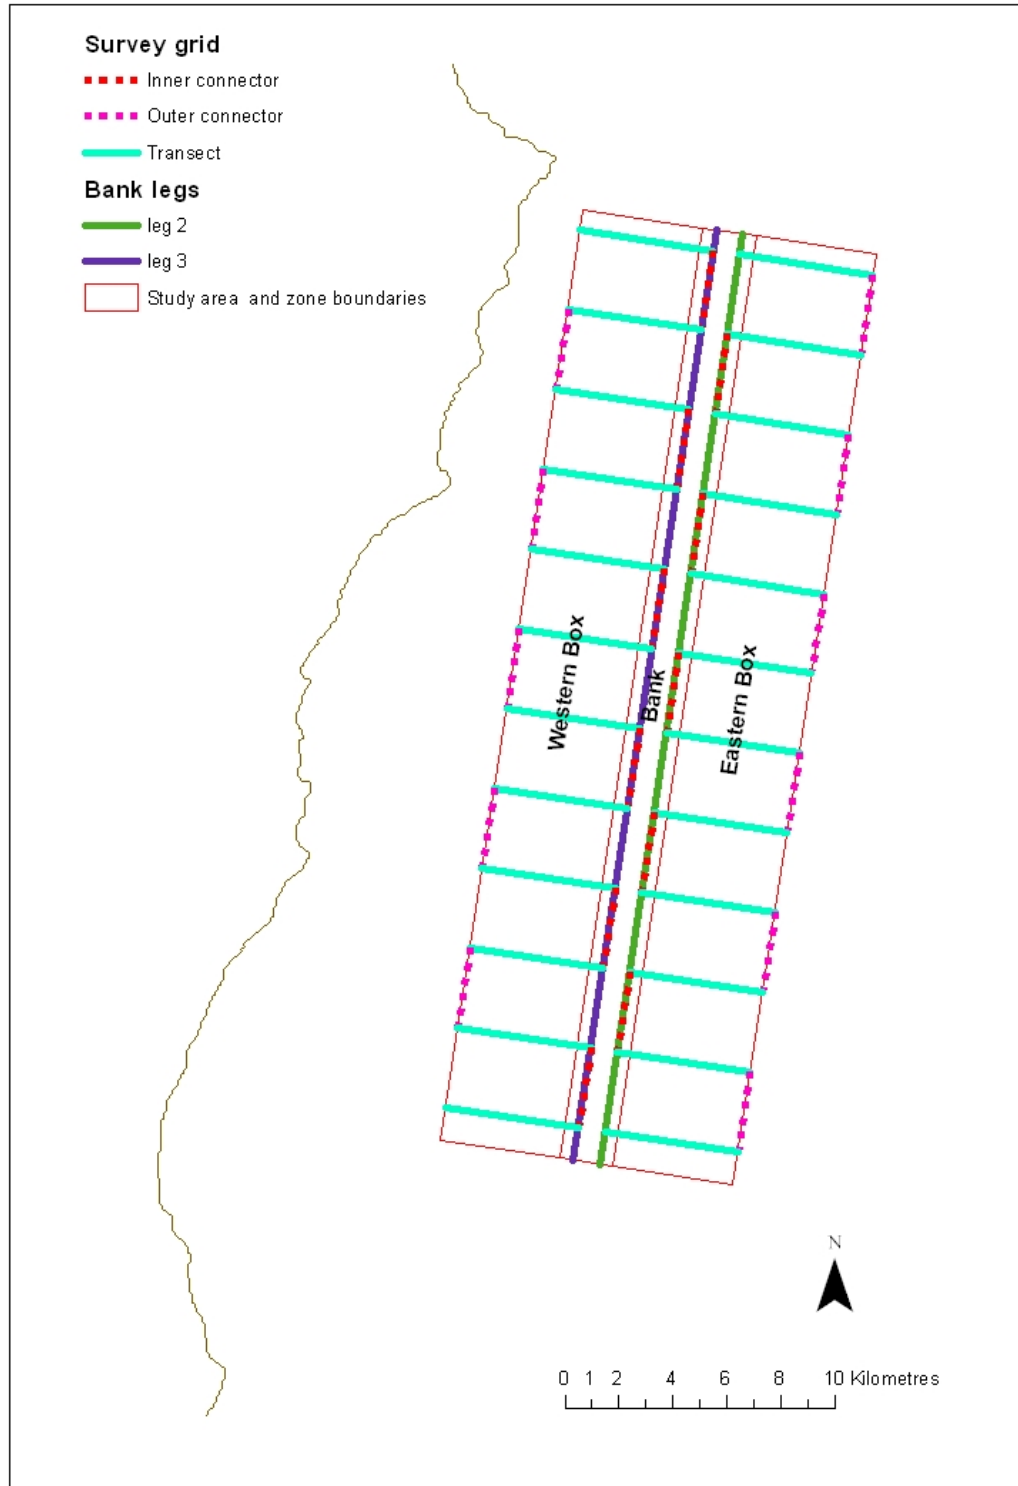 Survey grid
Inner connector
Outer connector
Transect
Bank legs
leg 2
leg 3
Study area and zone boundaries
Western Box
Bank
Eastern Box
N
0 1 2 4 6 8 10 Kilometres